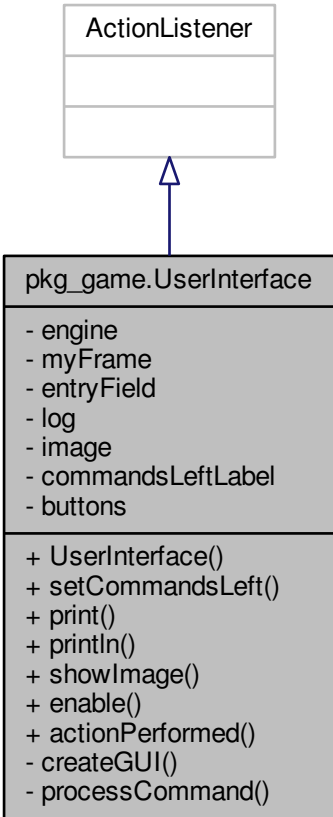 ActionListener
pkg_game.UserInterface
- engine
- myFrame
- entryField
- log
- image
- commandsLeftLabel
- buttons
+ UserInterface()
+ setCommandsLeft()
+ print()
+ println()
+ showImage()
+ enable()
+ actionPerformed()
- createGUI()
- processCommand()